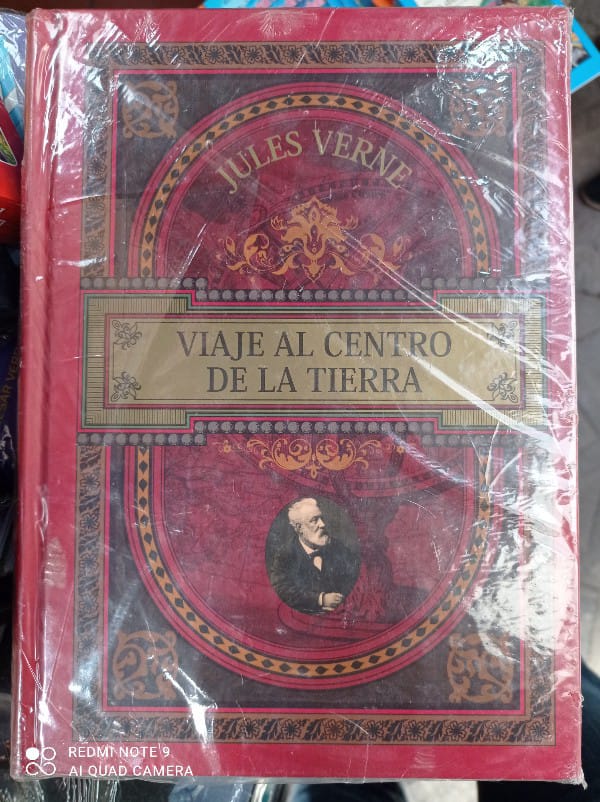 JULES VERNE
VIAJE AL CENTRO
DE LA TIERRA
REDMI NOTE 9
AI QUAD CAMERA